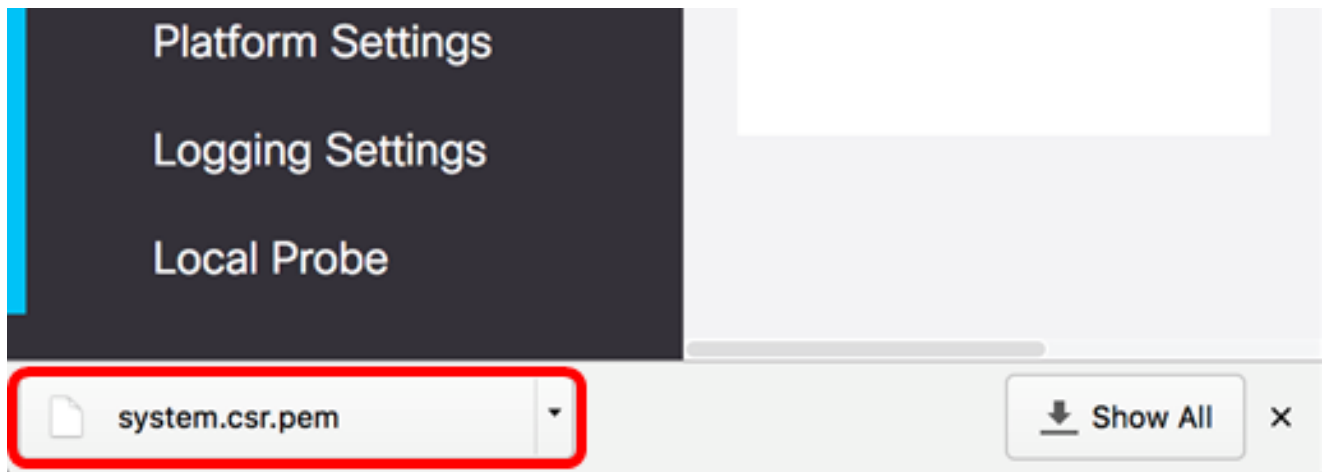 Platform Settings
Logging Settings
Local Probe
system.csr.pem
Show All